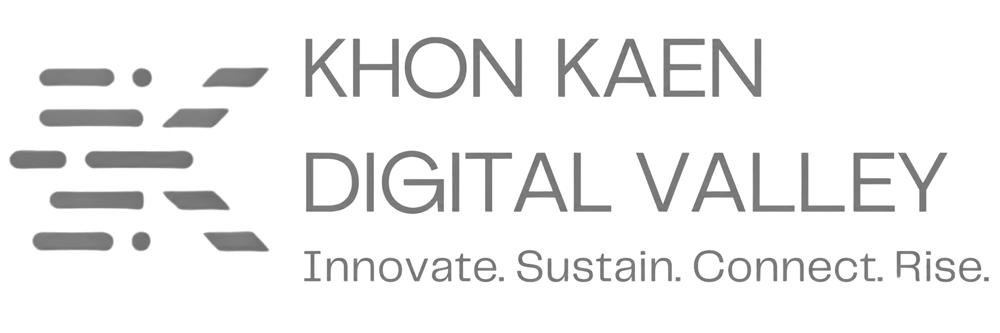 KHON KAEN
DIGITAL VALLEY
Innovate. Sustain. Connect. Rise.